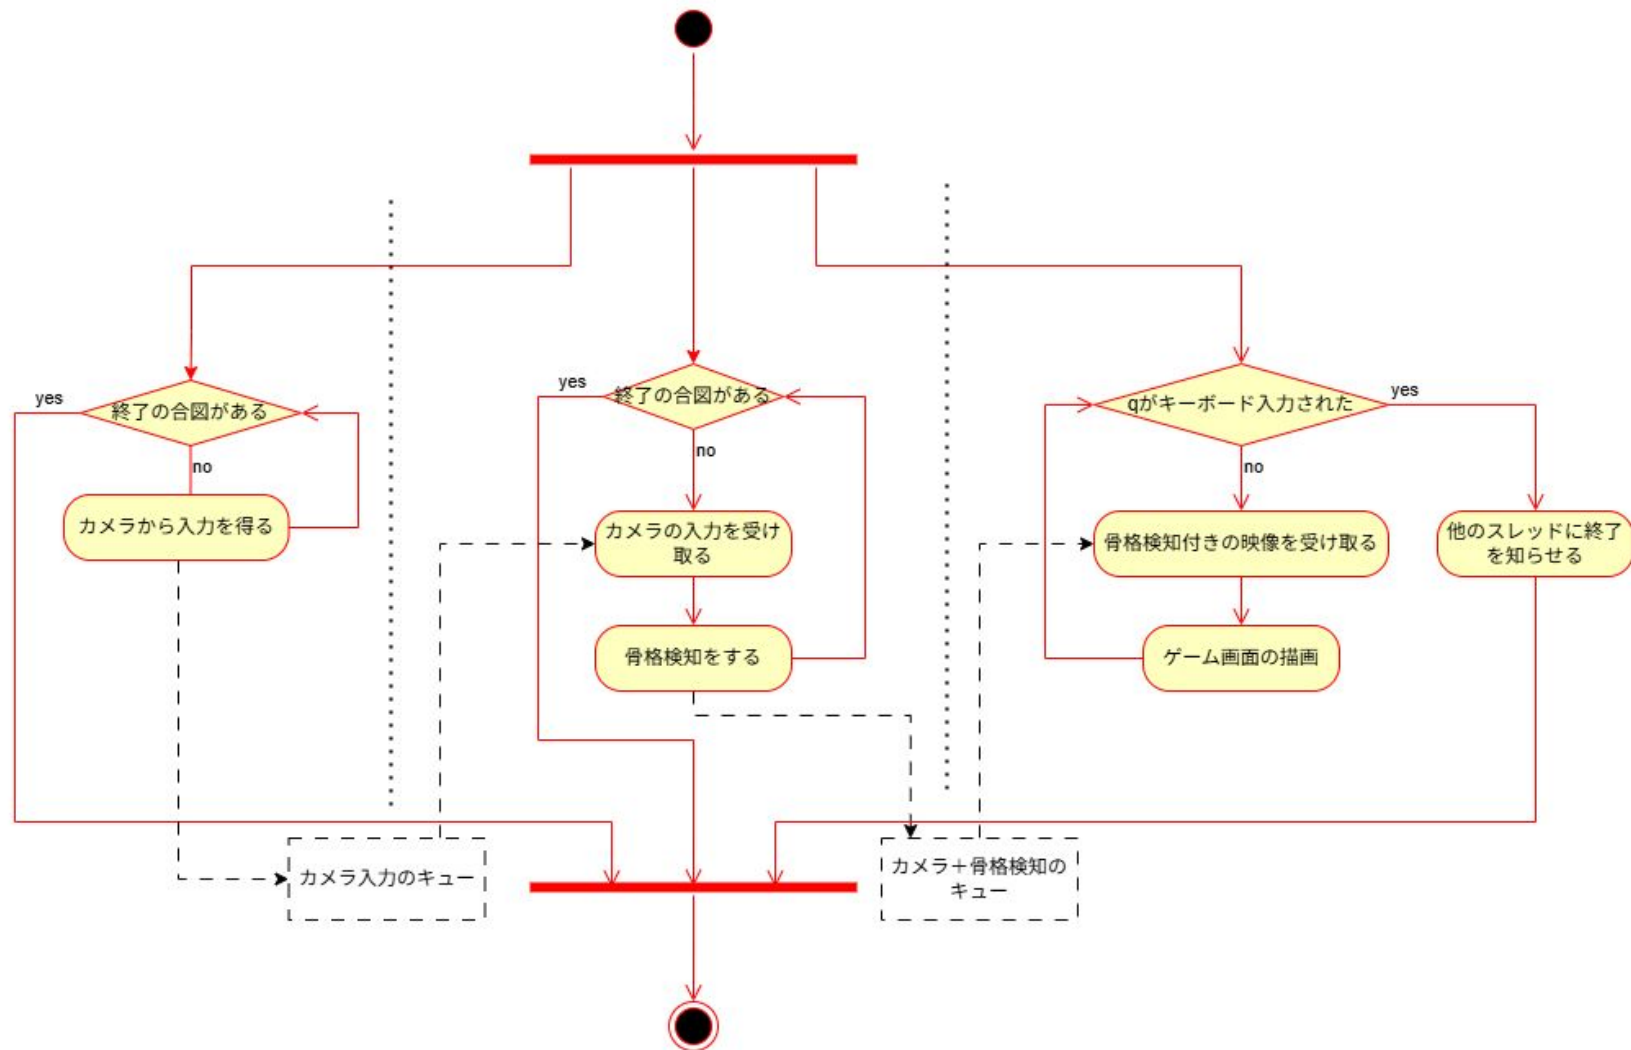 終了の合図がある
yes
no
カメラから入力を得る
カメラ入力のキュー
終了の合図がある
yes
no
カメラの入力を受け
取る
骨格検知をする
カメラ＋骨格検知の
キュー
qがキーボード入力された
yes
no
骨格検知付きの映像を受け取る
ゲーム画面の描画
他のスレッドに終了
を知らせる